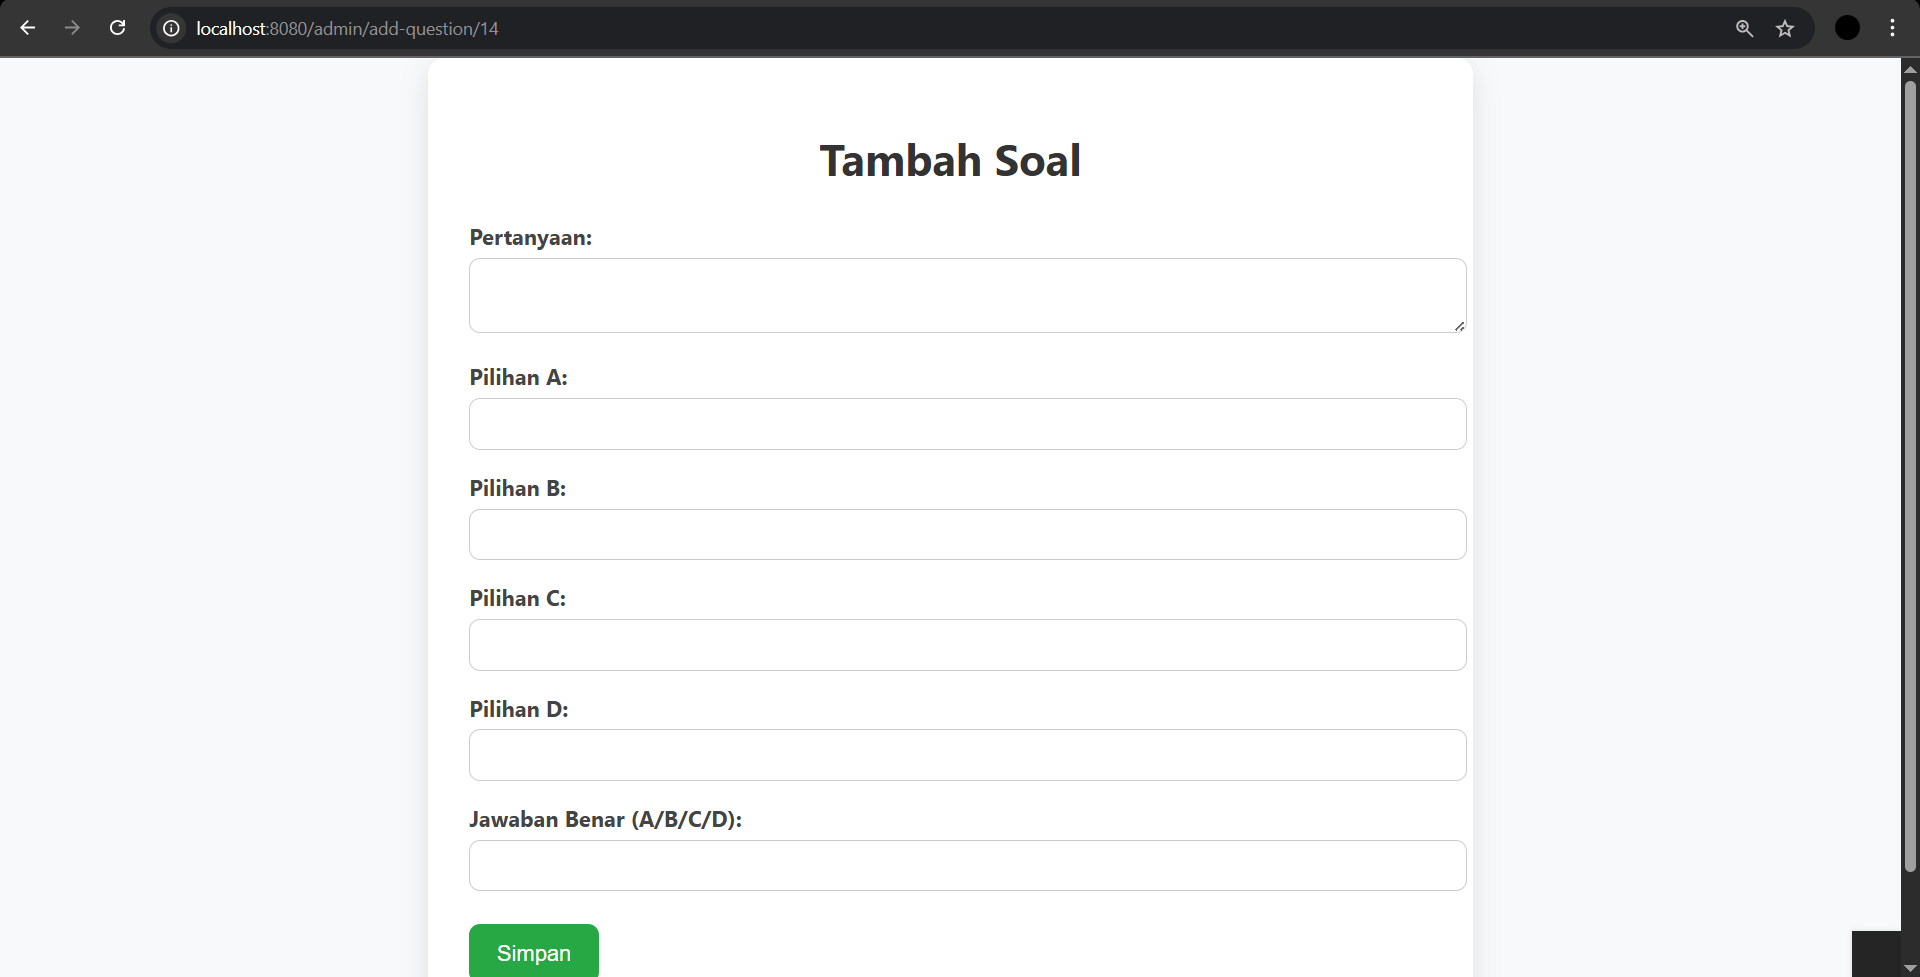 localhost:8080/admin/add-question/14
Tambah Soal
Pertanyaan:
Pilihan A:
Pilihan B:
Pilihan C:
Pilihan D:
Jawaban Benar (A/B/C/D):
Simpan